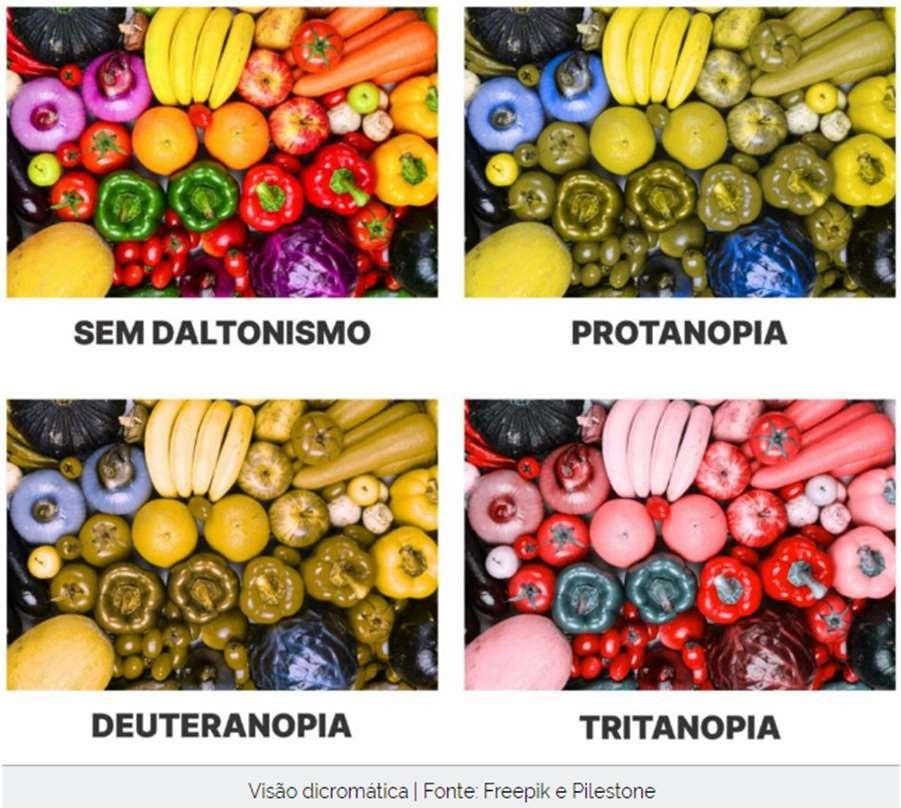 SEM DALTONISMO
PROTANOPIA
DEUTERANOPIA
TRITANOPIA
Visão dicromática | Fonte: Freepik e Pilestone